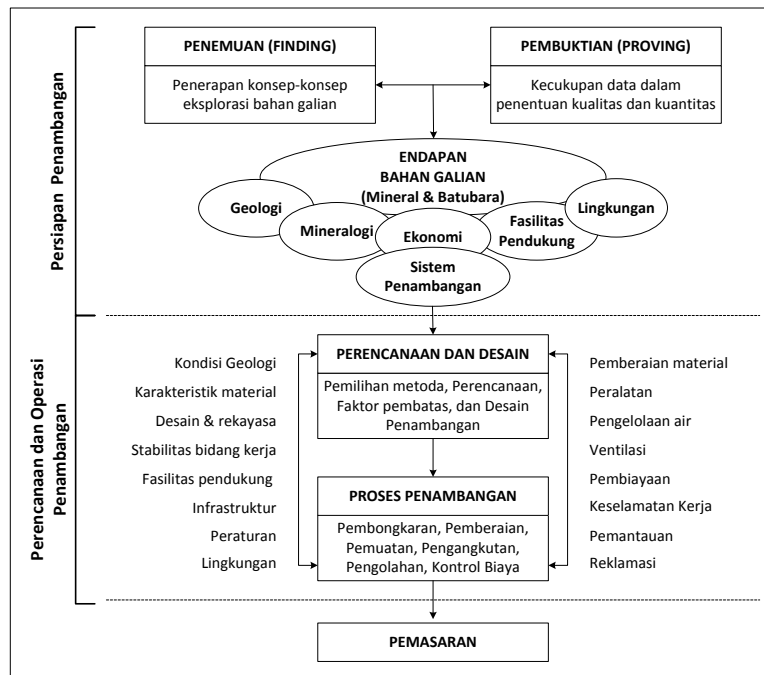 Persiapan Penambangan
PENEMUAN (FINDING)
Penerapan konsep-konsep
eksplorasi bahan galian
PEMBUKTIAN (PROVING)
Kecukupan data dalam
penentuan kualitas dan kuantitas
ENDAPAN
BAHAN GALIAN
(Mineral & Batubara)
Geologi
Mineralogi
Ekonomi
Fasilitas
Pendukung
Lingkungan
Sistem
Penambangan
Perencanaan dan Operasi
Penambangan
Kondisi Geologi
Karakteristik material
Desain & rekayasa
Stabilitas bidang kerja
Fasilitas pendukung
Infrastruktur
Peraturan
Lingkungan
PERENCANAAN DAN DESAIN
Pemilihan metoda, Perencanaan,
Faktor pembatas, dan Desain
Penambangan
PROSES PENAMBANGAN
Pembongkaran, Pemberaian,
Pemuatan, Pengangkutan,
Pengolahan, Kontrol Biaya
Pemberaian material
Peralatan
Pengelolaan air
Ventilasi
Pembiayaan
Keselamatan Kerja
Pemantauan
Reklamasi
PEMASARAN